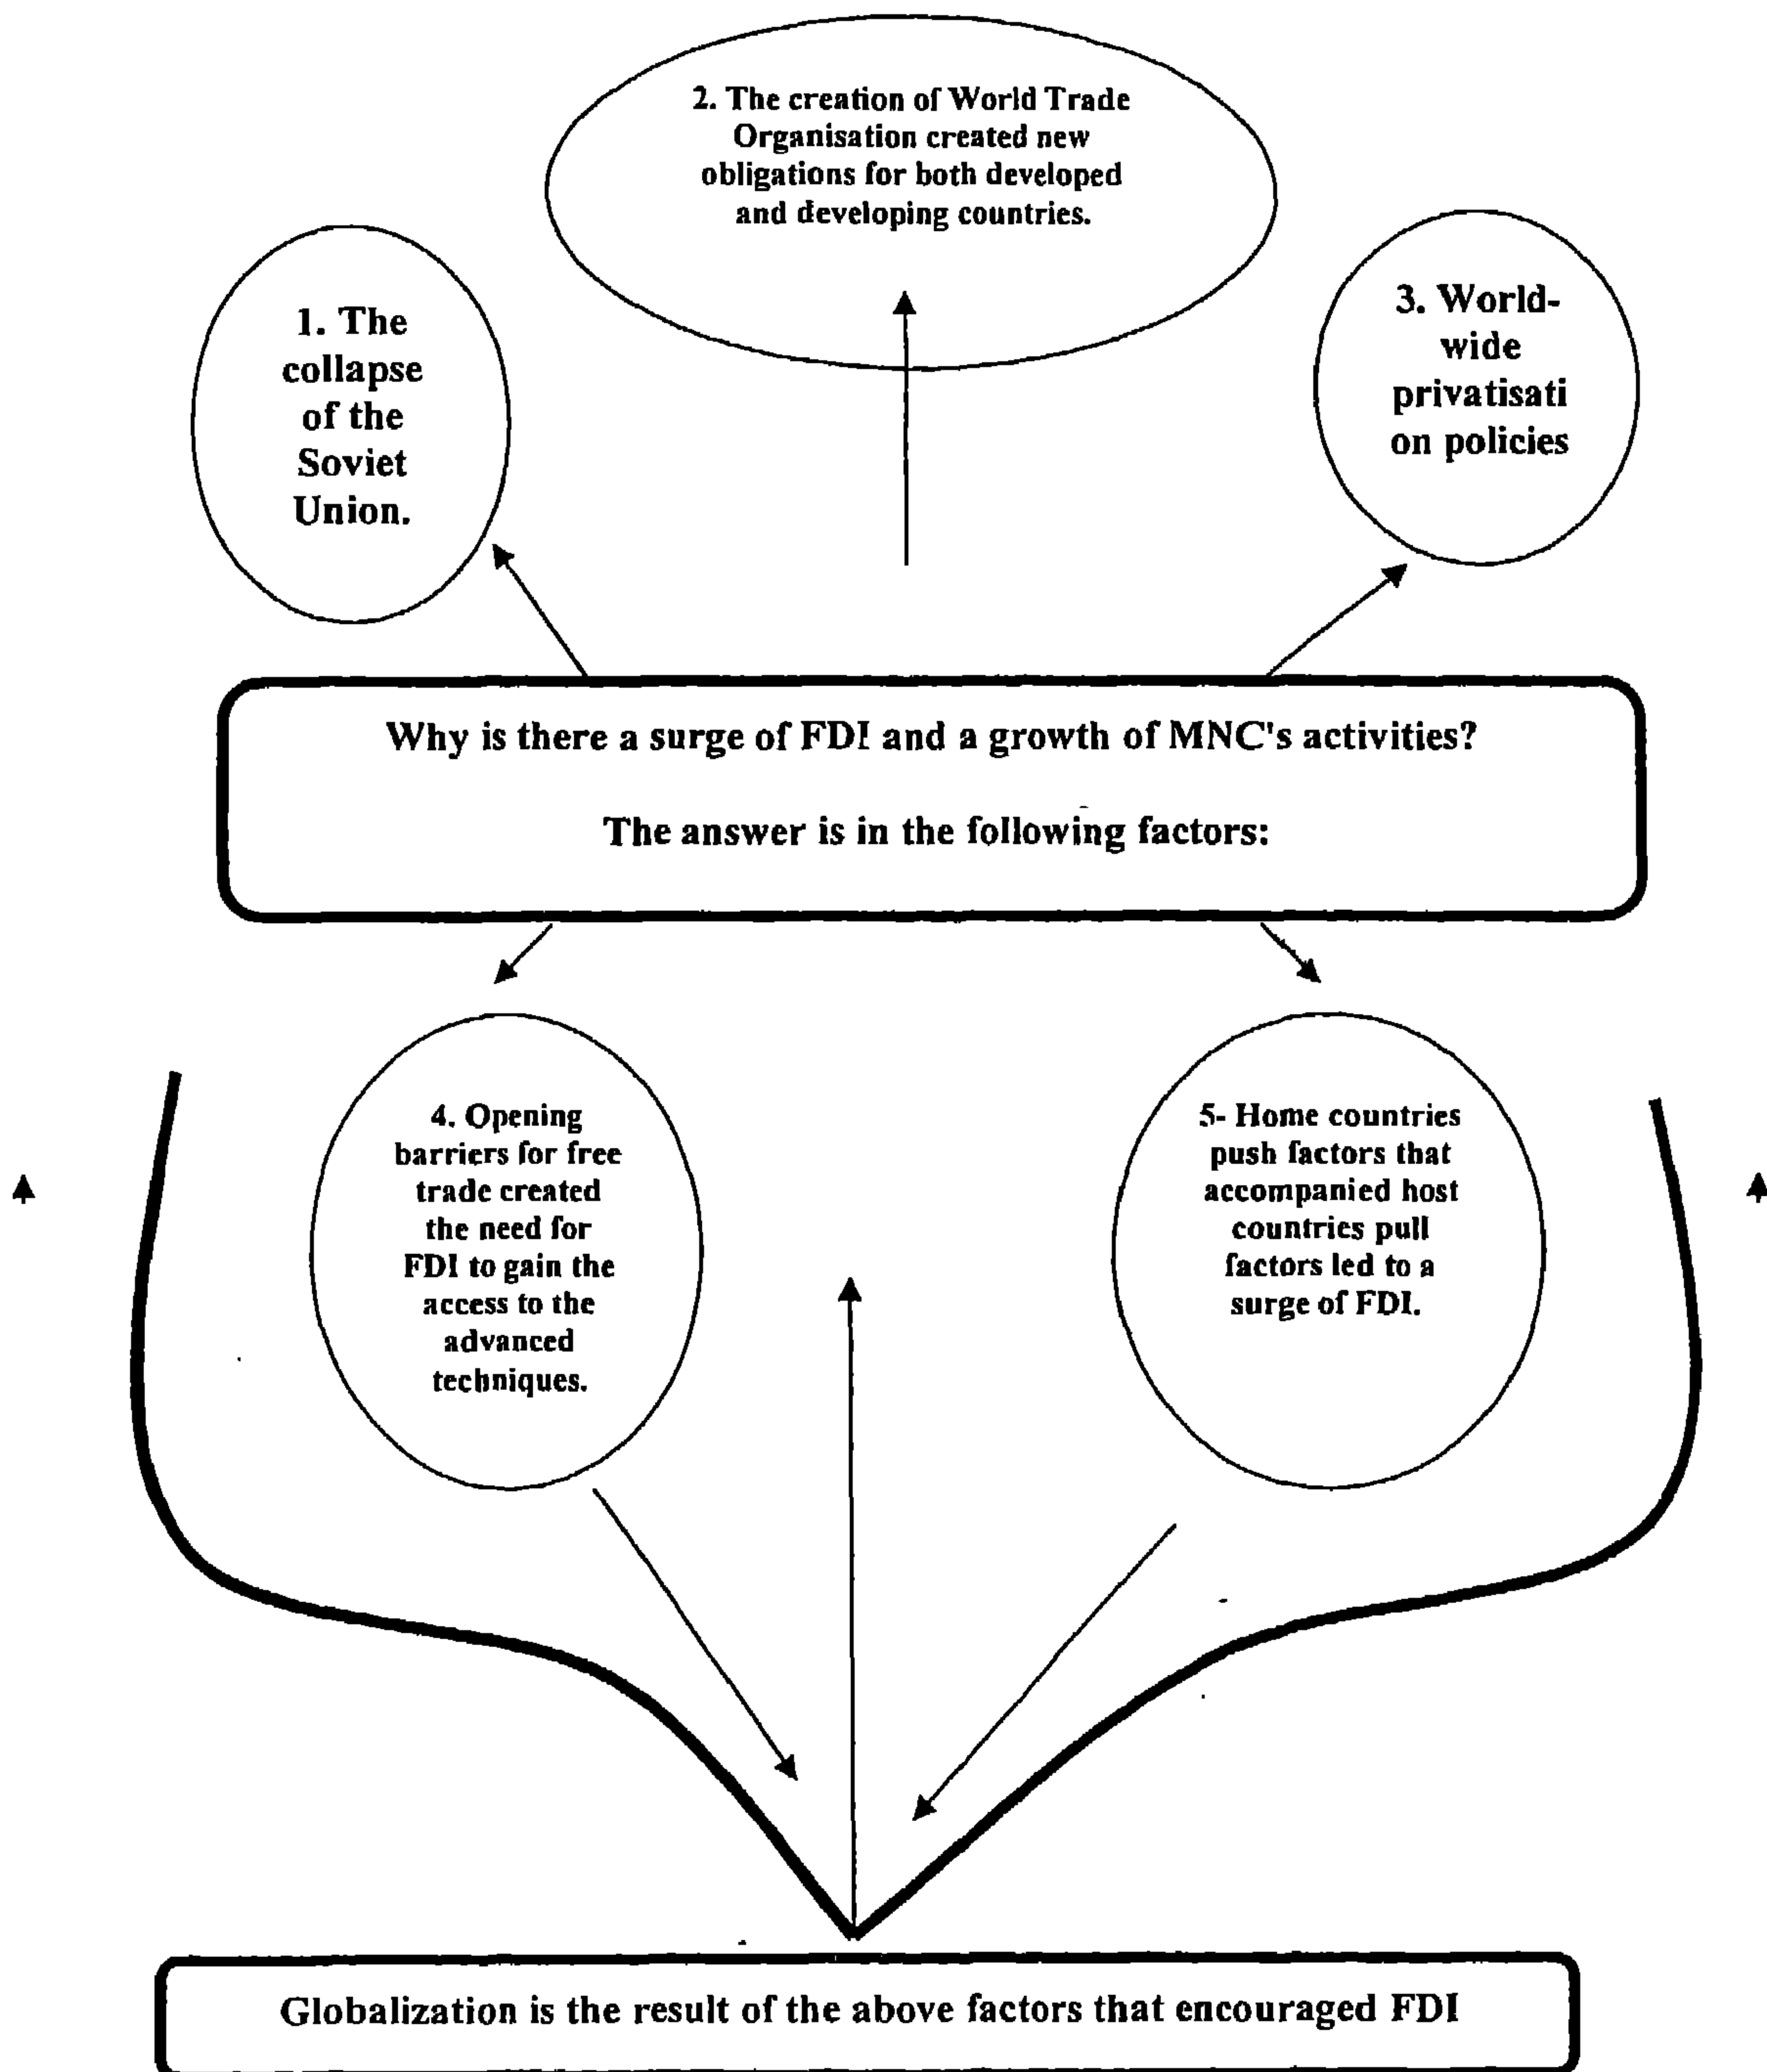 2. The creation of World Trade
Organisation created new
obligations for both developed
and developing countries.
1. The
collapse
of the
Soviet
Union.
3. World-
wide
privatisati
on policies
Why is there a surge of FDI and a growth of MNC's activities?
The answer is in the following factors:
4. Opening
barriers for free
trade created
the need for
FDI to gain the
access to the
advanced
techniques.
5- Home countries
push factors that
accompanied host
countries pull
factors led to a
surge of FDI.
Globalization is the result of the above factors that encouraged FDI